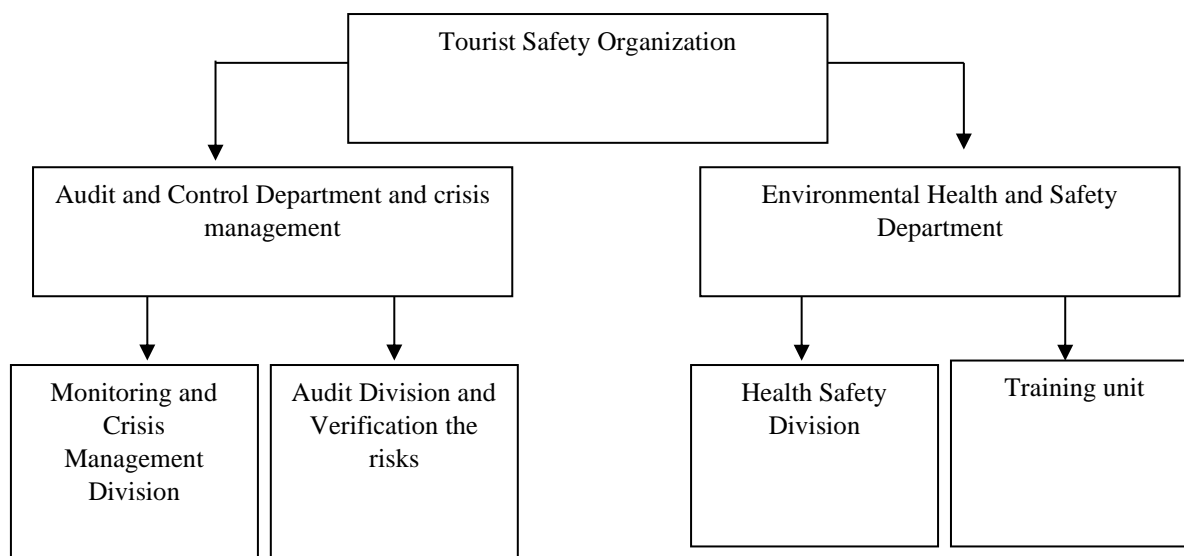 Tourist Safety Organization
Audit and Control Department and crisis
management
Environmental Health and Safety
Department
Monitoring and
Crisis
Management
Division
Audit Division and
Verification the
risks
Health Safety
Division
Training unit